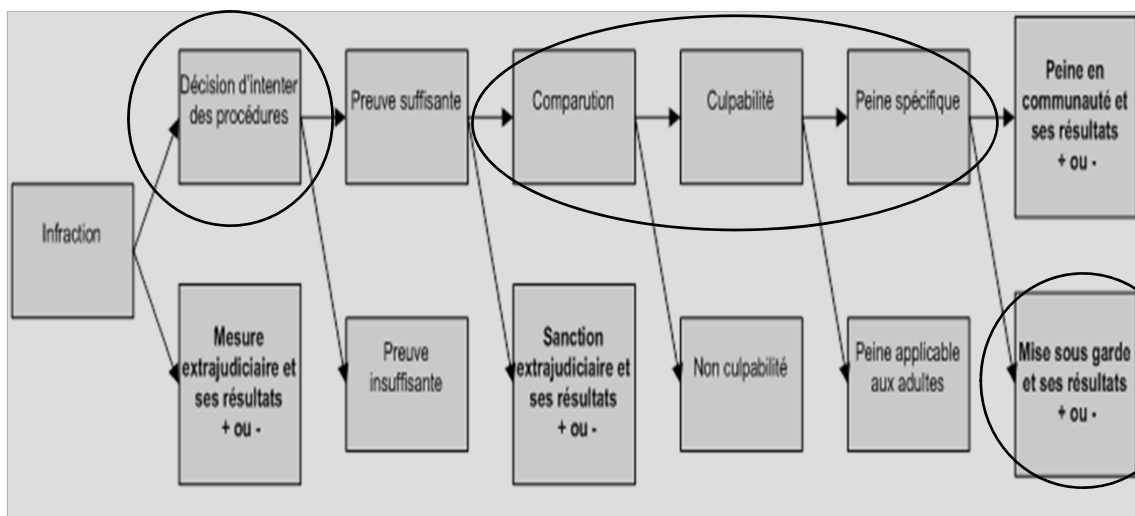 Infraction
Décision d'intenter
des procédures
Mesure
extrajudiciaire et
ses résultats
+ ou -
Preuve suffisante
Preuve
insuffisante
Comparution
Sanction
extrajudiciaire et
ses résultats
+ ou -
Culpabilité
Non culpabilité
Peine spécifique
Peine applicable
aux adultes
Peine en
communauté et
ses résultats
+ ou -
Mise sous garde
et ses résultats
+ ou -